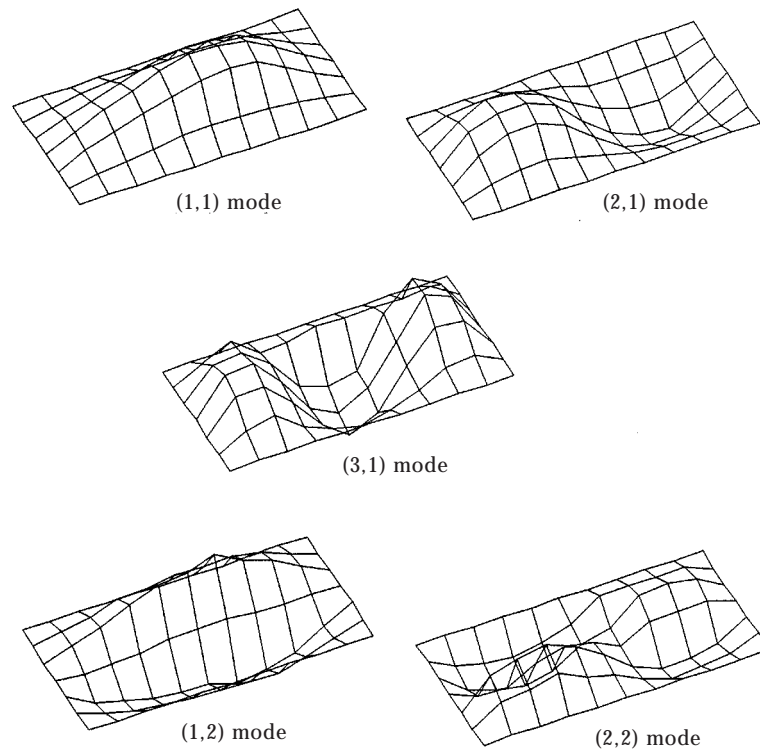 (1,1) mode
(2,1) mode
(3,1) mode
(1,2) mode
(2,2) mode